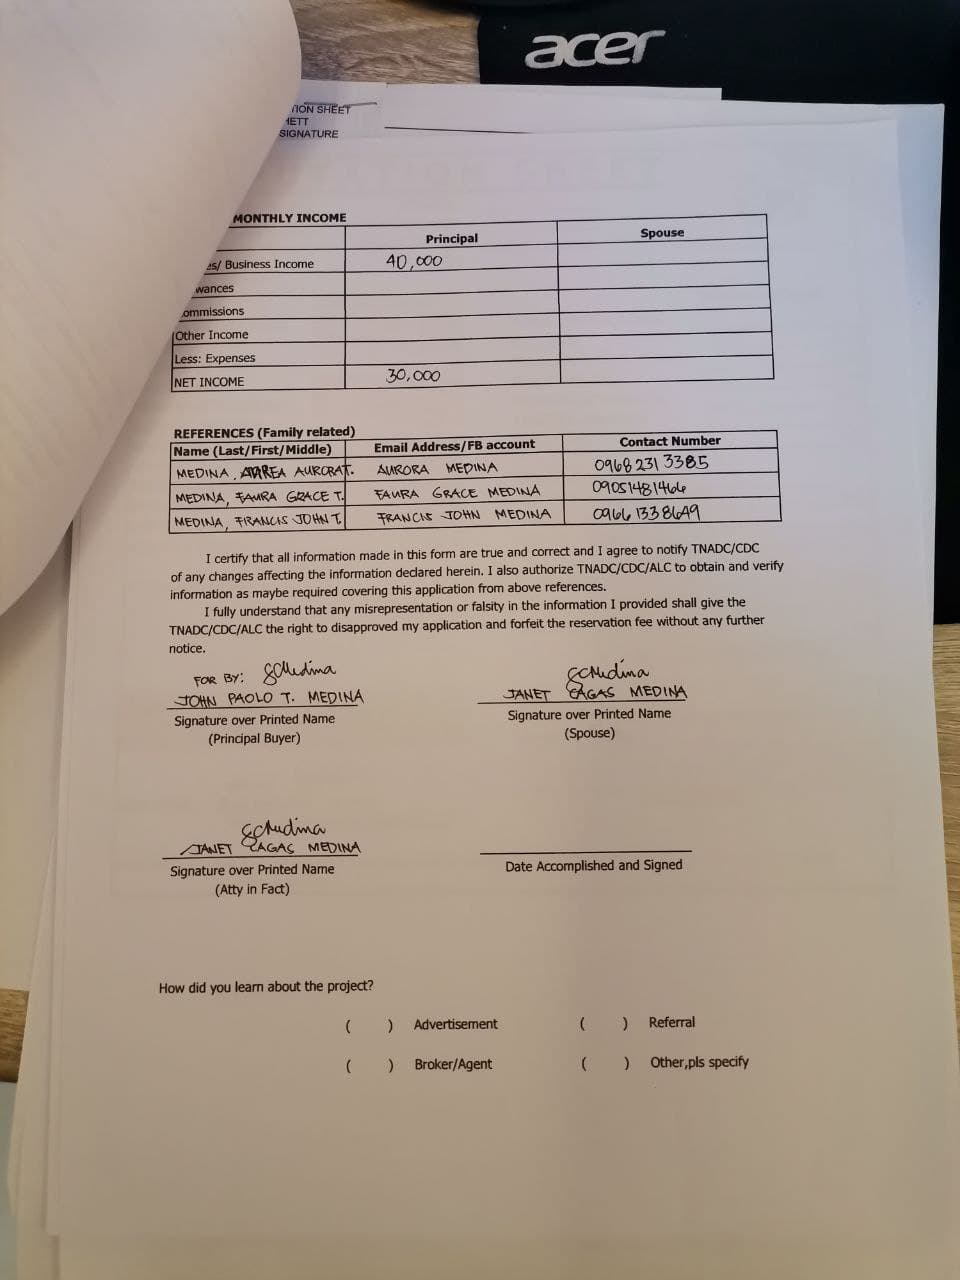 acer
TION SHEET
HETT
SIGNATURE
MONTHLY INCOME
Principal Spouse
es/ Business Income 40,000
wances
ommissions
Other Income
Less: Expenses
NET INCOME 30,000
REFERENCES (Family related)
Name (Last/First/Middle) Email Address/FB account Contact Number
MEDINA, AURORA T. AURORA MEDINA 0968 231 3385
MEDINA, FAURA GRACE T. FAURA GRACE MEDINA 09051481466
MEDINA, FRANCIS JOHN T. FRANCIS JOHN MEDINA 0966 1338649
I certify that all information made in this form are true and correct and I agree to notify TNADC/CDC
of any changes affecting the information declared herein. I also authorize TNADC/CDC/ALC to obtain and verify
information as maybe required covering this application from above references.
I fully understand that any misrepresentation or falsity in the information I provided shall give the
TNADC/CDC/ALC the right to disapproved my application and forfeit the reservation fee without any further
notice.
FOR BY:
JOHN PAOLO T. MEDINA JANET CAGAS MEDINA
Signature over Printed Name Signature over Printed Name
(Principal Buyer) (Spouse)
JANET CAGAS MEDINA
Signature over Printed Name Date Accomplished and Signed
(Atty in Fact)
How did you learn about the project?
( ) Advertisement ( ) Referral
( ) Broker/Agent ( ) Other,pls specify